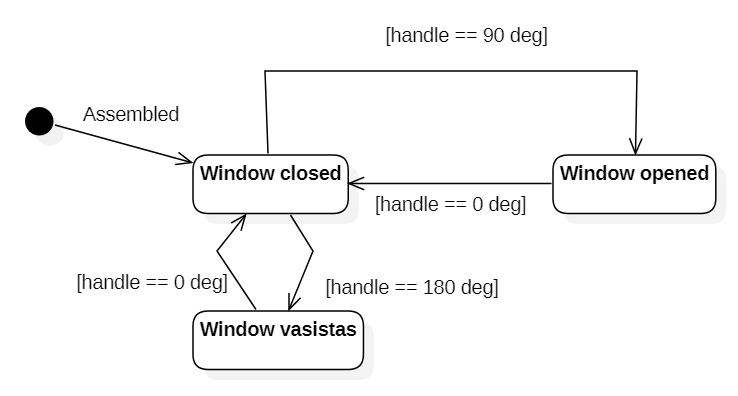 [handle == 90 deg]
Assembled
Window closed
Window opened
[handle == 0 deg]
[handle == 0 deg]
[handle == 180 deg]
Window vasistas